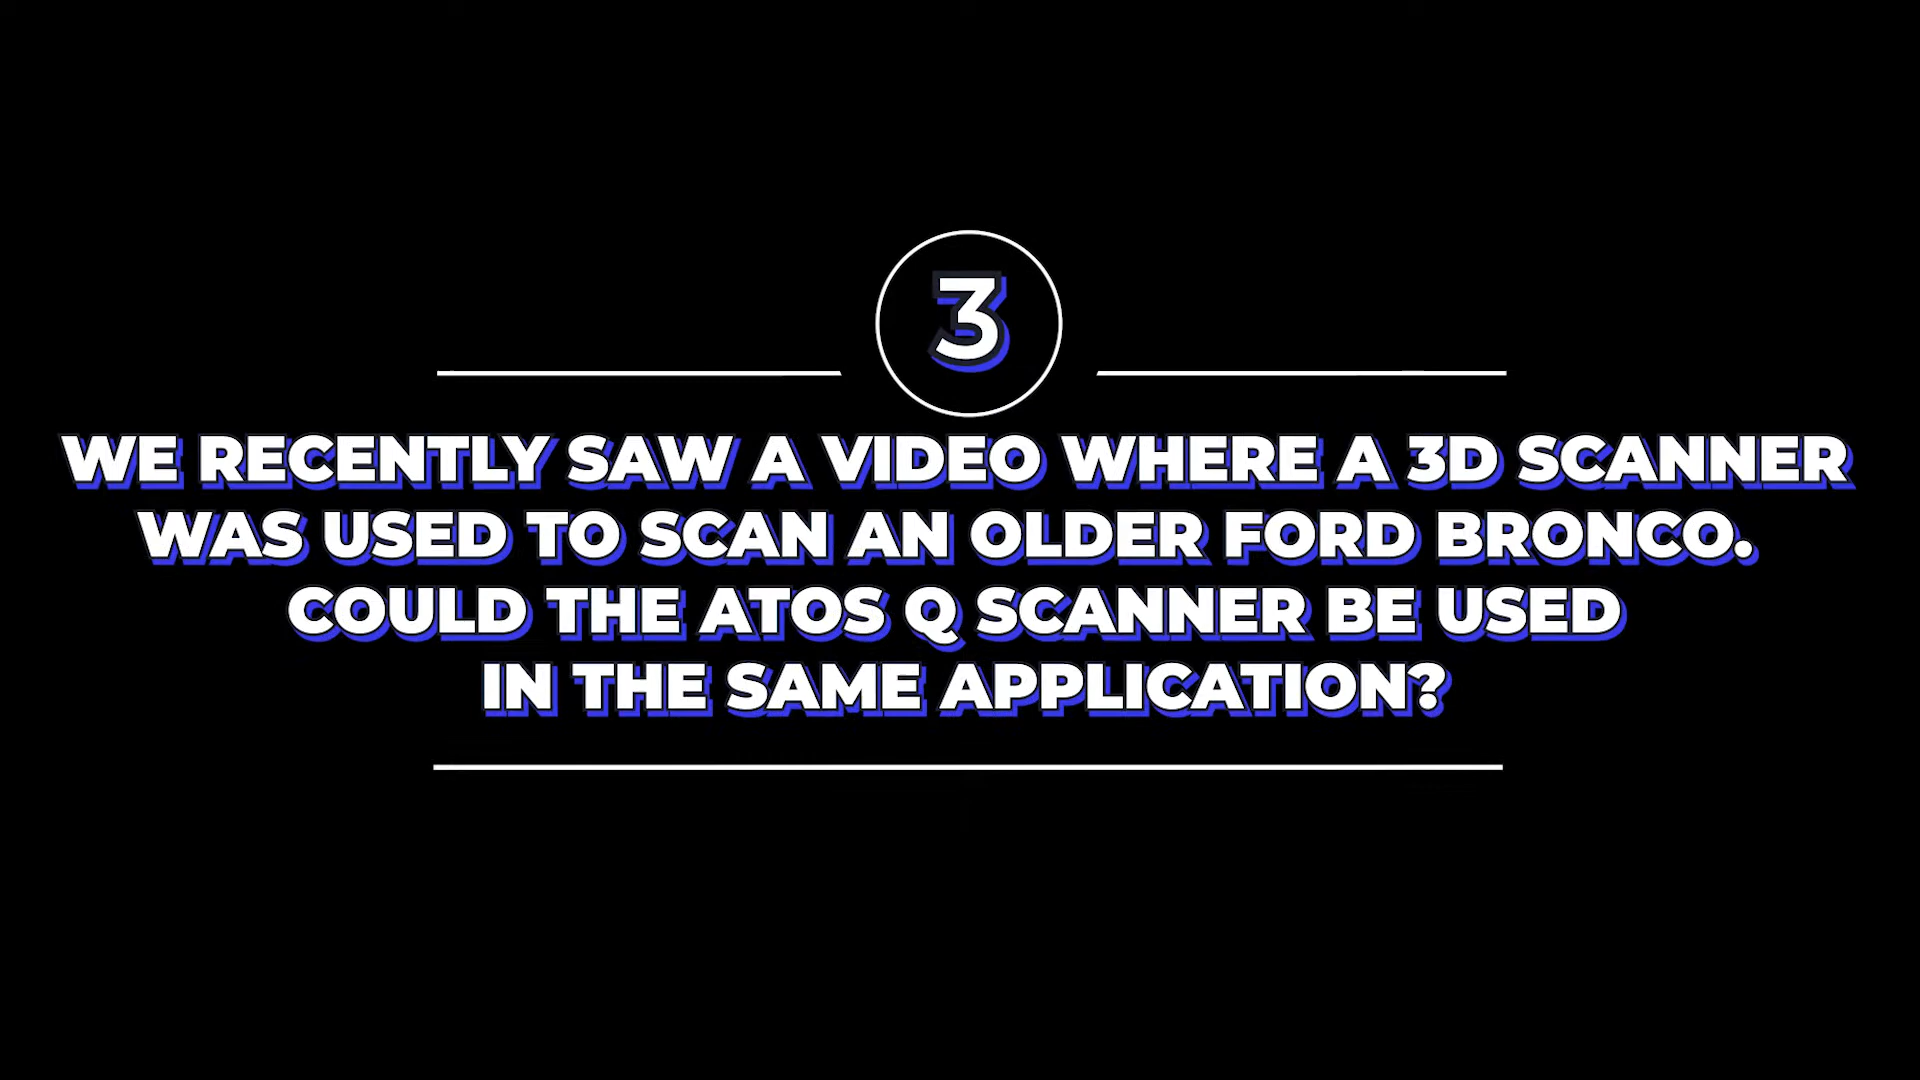 3
WE RECENTLY SAW A VIDEO WHERE A 3D SCANNER
WAS USED TO SCAN AN OLDER FORD BRONCO.
COULD THE ATOS Q SCANNER BE USED
IN THE SAME APPLICATION?